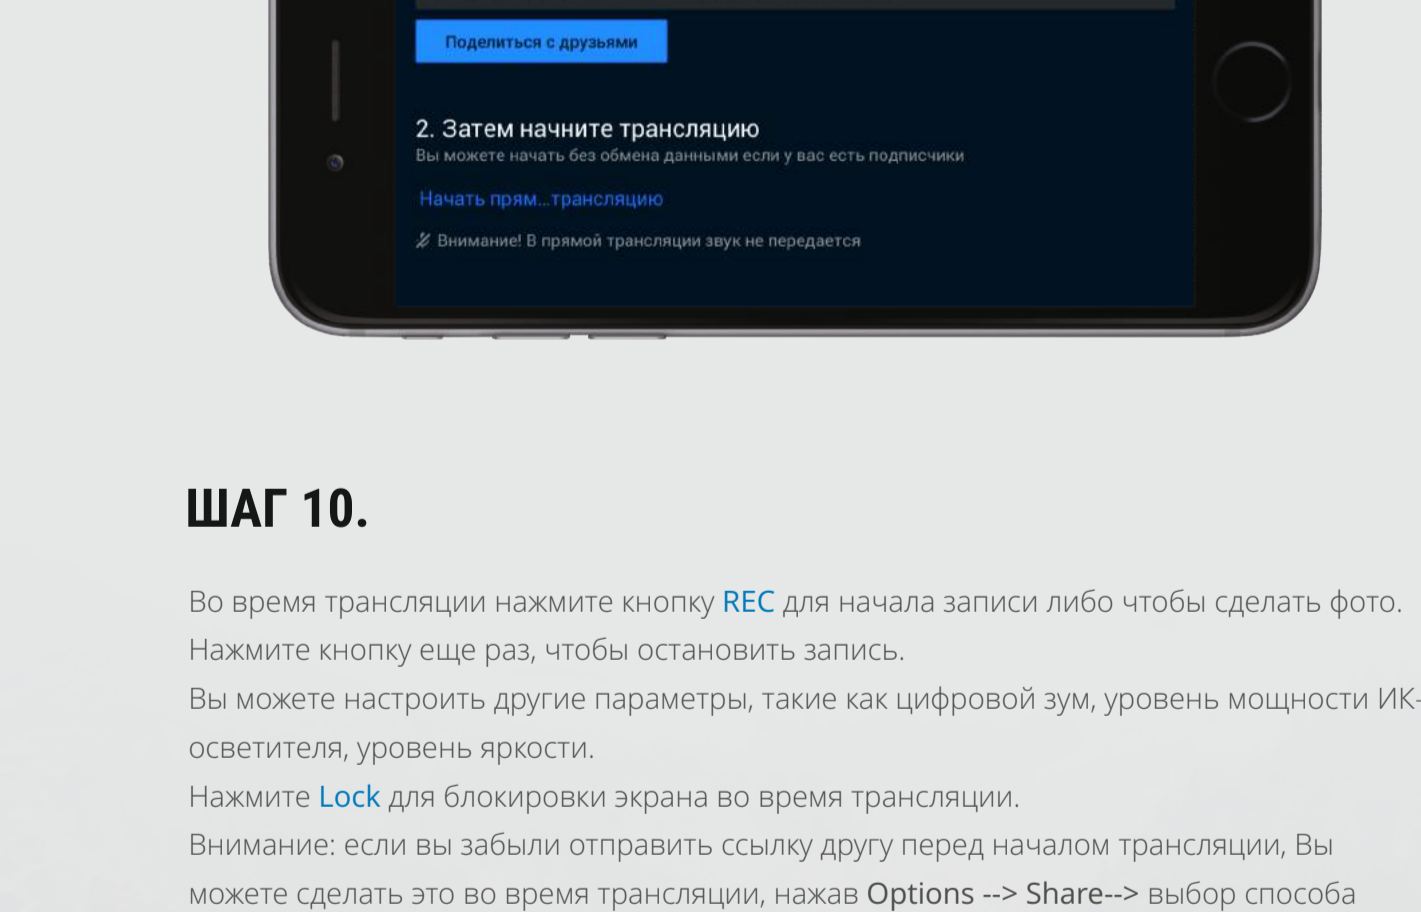 Поделиться с друзьями
2. Затем начните трансляцию
Вы можете начать без обмена данными если у вас есть подписчики
Начать прям...трансляцию
Внимание! В прямой трансляции звук не передается
ШАГ 10.
Во время трансляции нажмите кнопку REC для начала записи либо чтобы сделать фото.
Нажмите кнопку еще раз, чтобы остановить запись.
Вы можете настроить другие параметры, такие как цифровой зум, уровень мощности ИК-
осветителя, уровень яркости.
Нажмите Lock для блокировки экрана во время трансляции.
Внимание: если вы забыли отправить ссылку другу перед началом трансляции, Вы
можете сделать это во время трансляции, нажав Options --> Share--> выбор способа